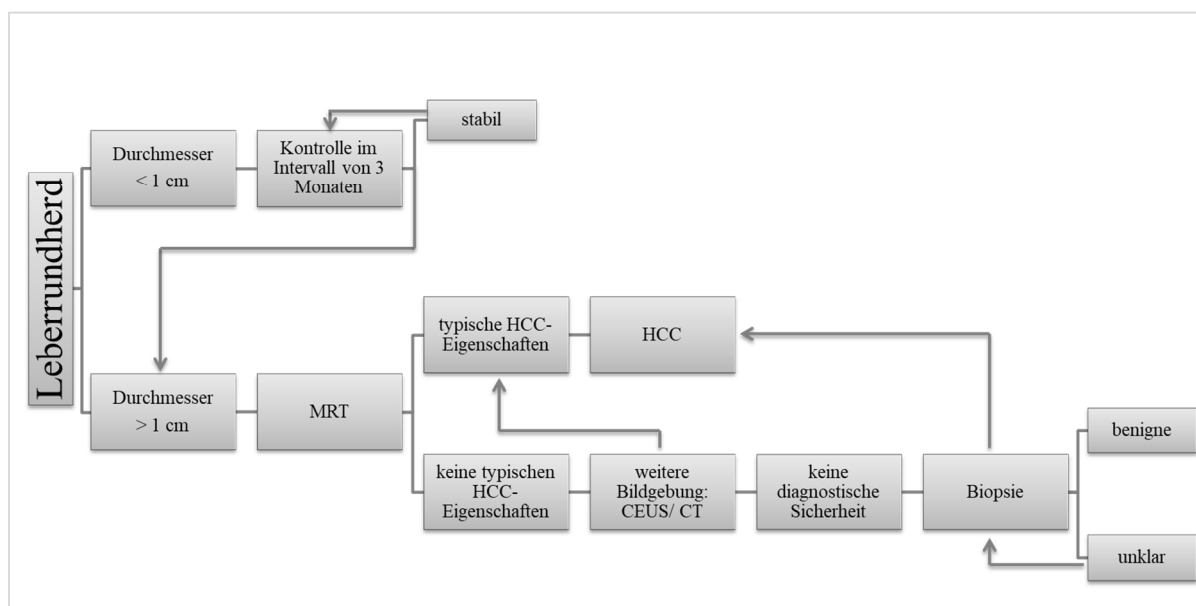 Leberrundherd
Durchmesser
< 1 cm
Kontrolle im
Intervall von 3
Monaten
stabil
Durchmesser
> 1 cm
MRT
typische HCC-
Eigenschaften
HCC
keine typischen
HCC-
Eigenschaften
weitere
Bildgebung:
CEUS/ CT
keine
diagnostische
Sicherheit
Biopsie
benigne
unklar